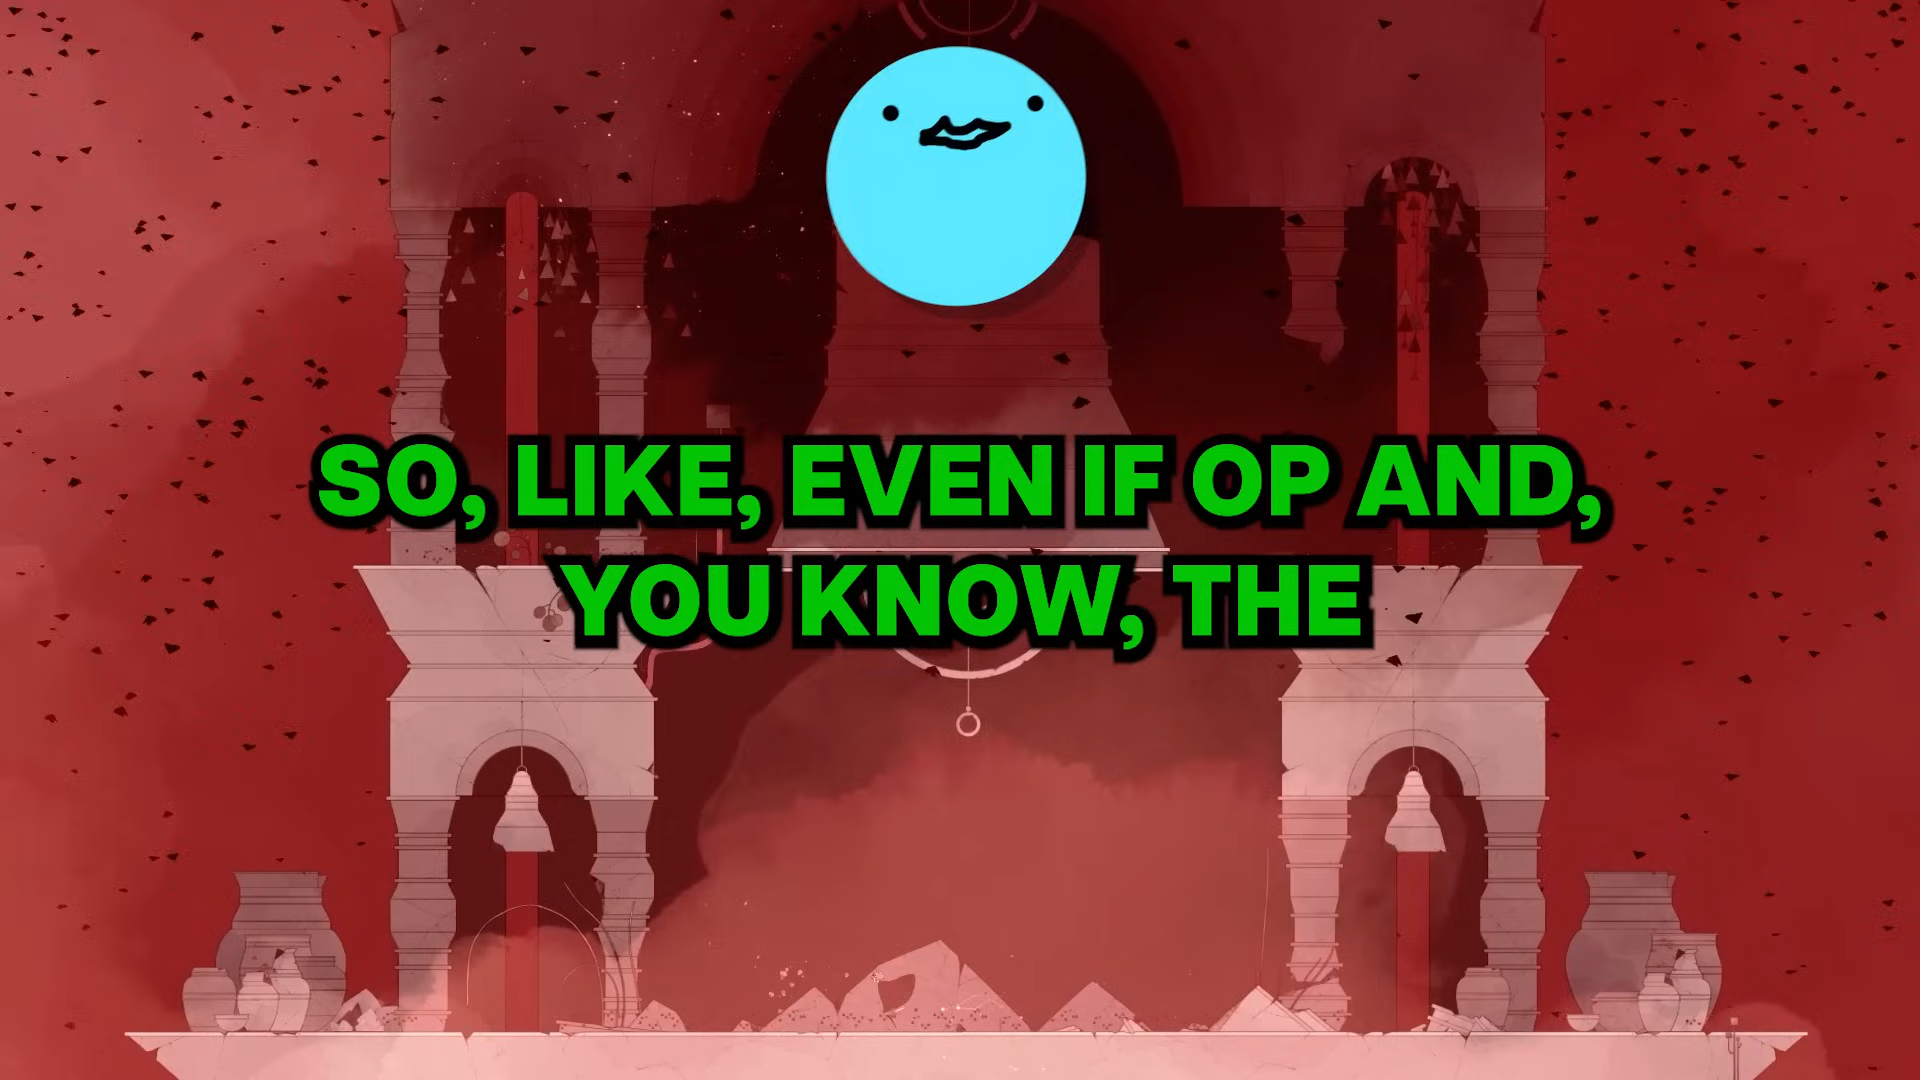 SO, LIKE, EVEN IF OP AND,
YOU KNOW, THE